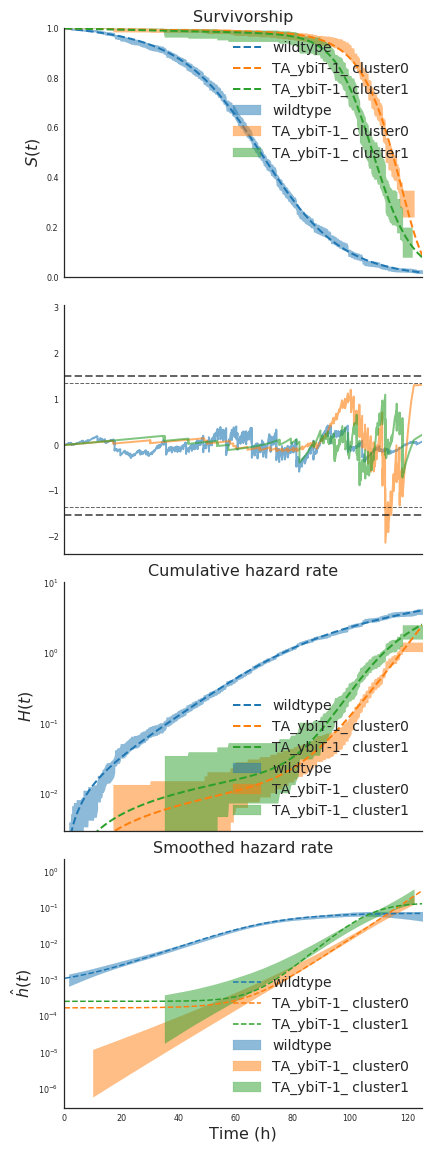 Survivorship
1.0
0.8
0.6
0.4
0.2
0.0
S(t)
wildtype
TA_ybiT-1_ cluster0
TA_ybiT-1_ cluster1
wildtype
TA_ybiT-1_ cluster0
TA_ybiT-1_ cluster1
3
2
1
0
−1
−2
Cumulative hazard rate
10^1
10^0
10^−1
10^−2
H(t)
wildtype
TA_ybiT-1_ cluster0
TA_ybiT-1_ cluster1
wildtype
TA_ybiT-1_ cluster0
TA_ybiT-1_ cluster1
Smoothed hazard rate
10^0
10^−1
10^−2
10^−3
10^−4
10^−5
10^−6
ĥ(t)
wildtype
TA_ybiT-1_ cluster0
TA_ybiT-1_ cluster1
wildtype
TA_ybiT-1_ cluster0
TA_ybiT-1_ cluster1
0 20 40 60 80 100 120
Time (h)